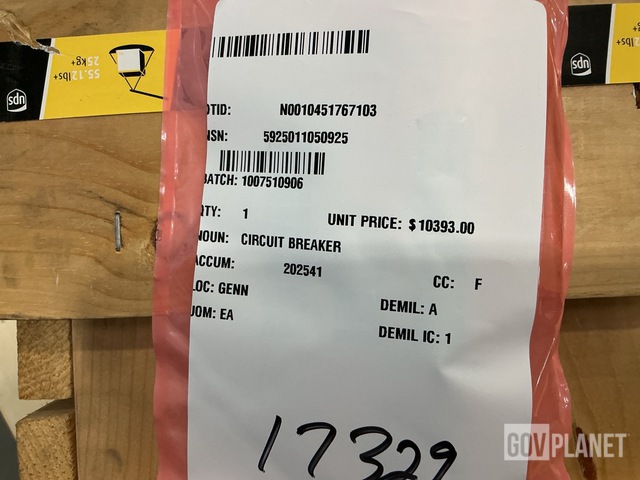 DTID: N0010451767103
NSN: 5925011050925
BATCH: 1007510906
QTY: 1 UNIT PRICE: $10393.00
NOUN: CIRCUIT BREAKER
ACCUM: 202541 CC: F
LOC: GENN DEMIL: A
UOM: EA DEMIL IC: 1
17329
55.12lbs+
25kg+
ups
ups
GOVPLANET